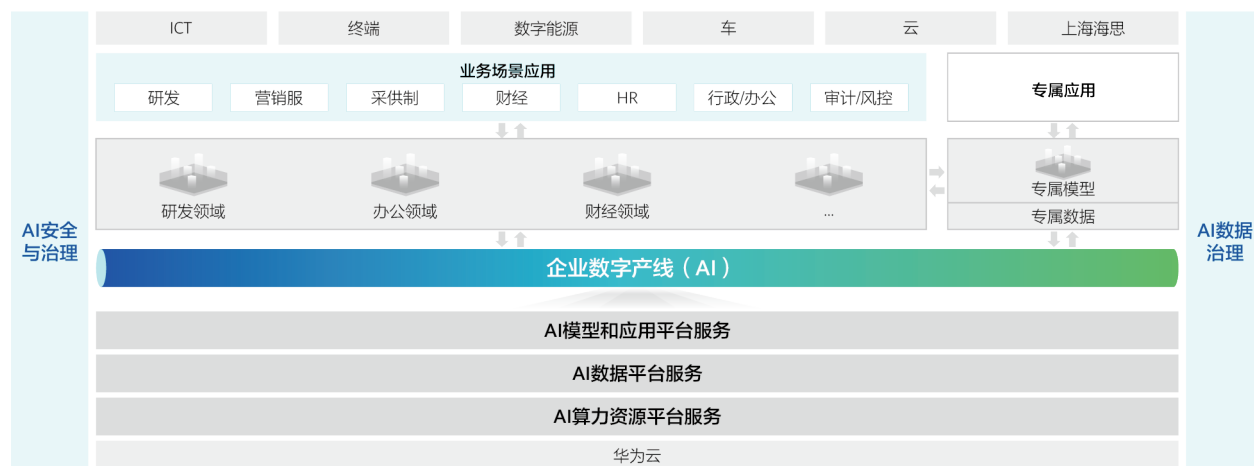 ICT
终端
数字能源
车
云
上海海思
业务场景应用
研发
营销服
采供制
财经
HR
行政/办公
审计/风控
专属应用
研发领域
办公领域
财经领域
...
专属模型
专属数据
AI安全
与治理
AI数据
治理
企业数字产线（AI）
AI模型和应用平台服务
AI数据平台服务
AI算力资源平台服务
华为云